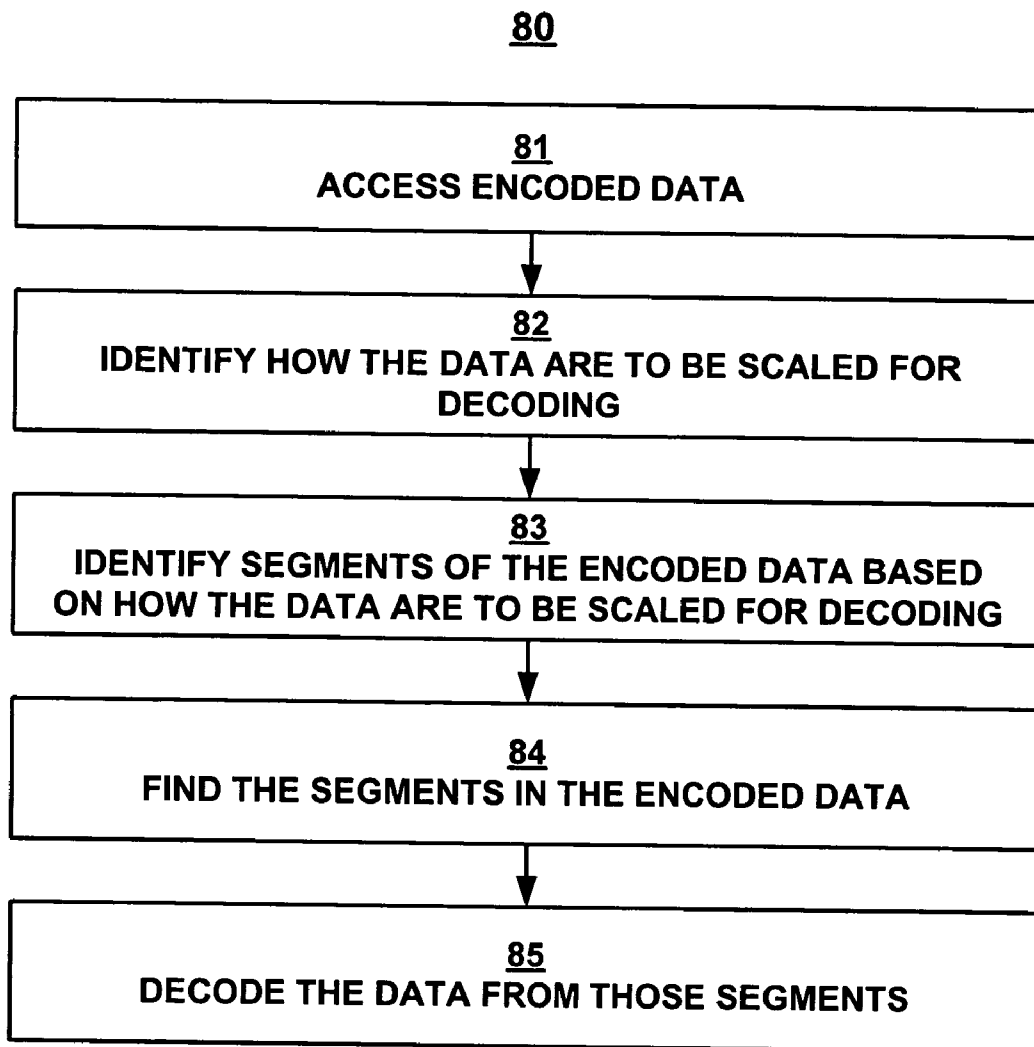 80
81
ACCESS ENCODED DATA
82
IDENTIFY HOW THE DATA ARE TO BE SCALED FOR
DECODING
83
IDENTIFY SEGMENTS OF THE ENCODED DATA BASED
ON HOW THE DATA ARE TO BE SCALED FOR DECODING
84
FIND THE SEGMENTS IN THE ENCODED DATA
85
DECODE THE DATA FROM THOSE SEGMENTS